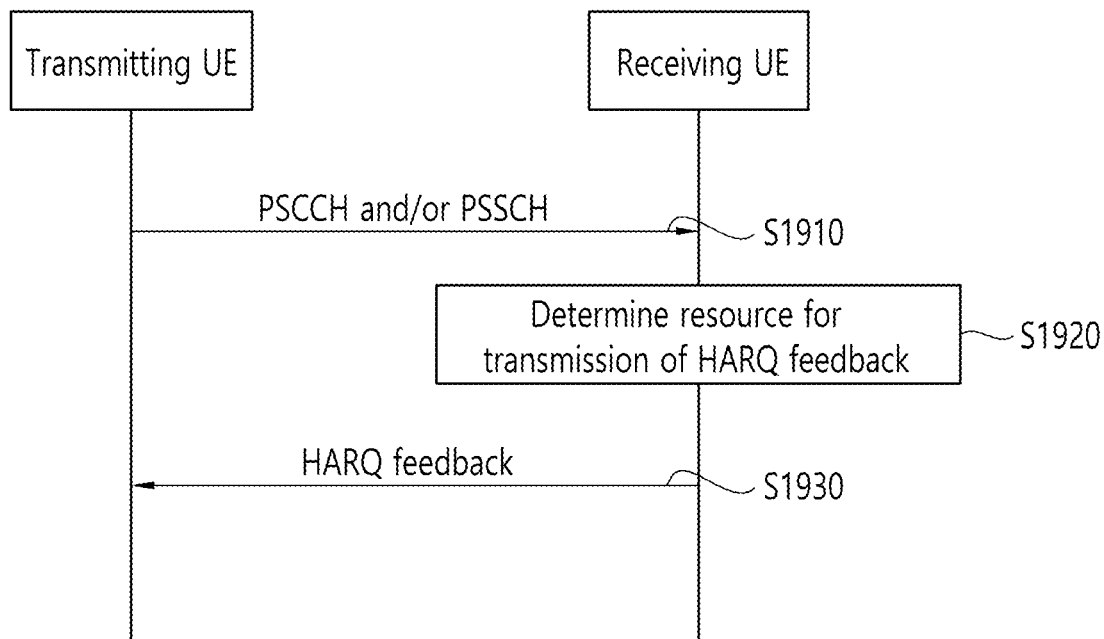 Transmitting UE
Receiving UE
PSCCH and/or PSSCH
S1910
Determine resource for
transmission of HARQ feedback
S1920
HARQ feedback
S1930